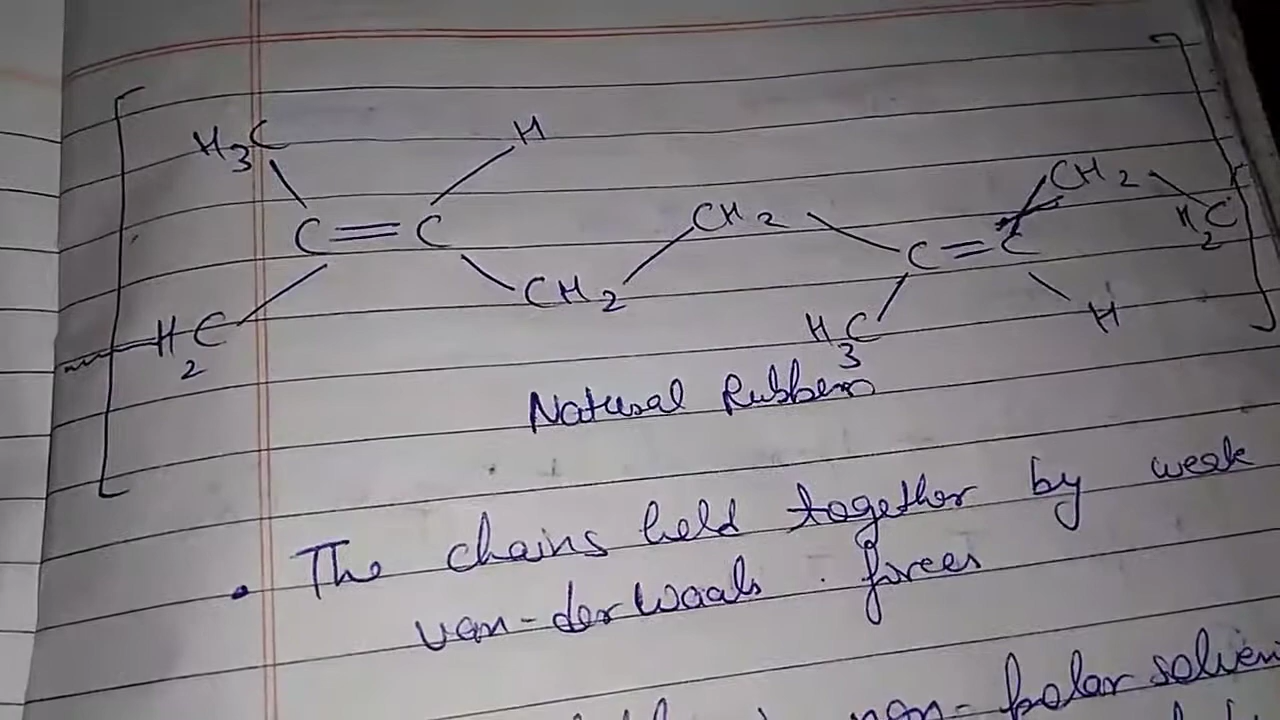 H3C H
C=C CH2 CH2
H2C CH2 C=C H2C
H3C H
Natural Rubber
• The chains held together by weak
van-der Waals forces
non-polar solven